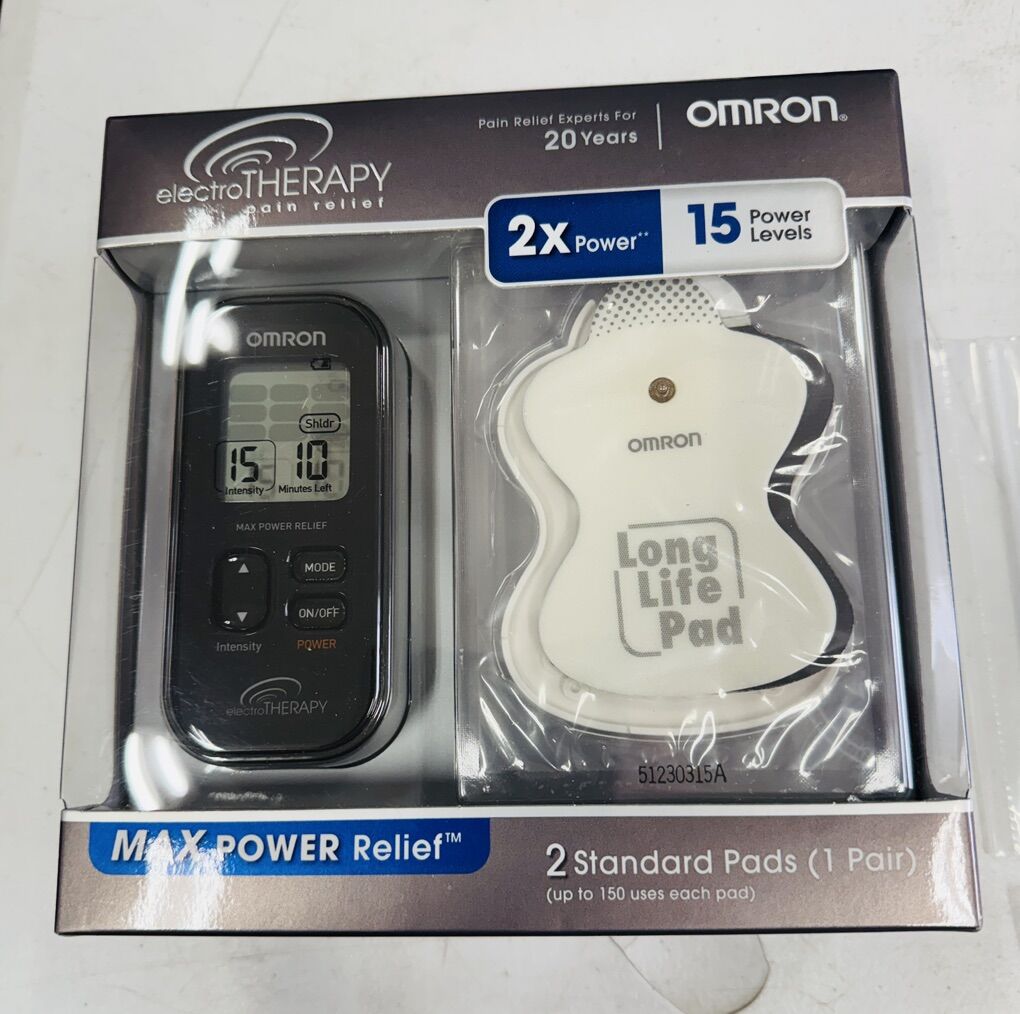 electroTHERAPY
pain relief
Pain Relief Experts For
20 Years
OMRON®
2x Power**
15 Power Levels
OMRON
Shldr
15 10
Intensity Minutes Left
MAX POWER RELIEF
MODE
ON/OFF
Intensity POWER
electroTHERAPY
OMRON
Long
Life
Pad
51230315A
MAX POWER Relief™
2 Standard Pads (1 Pair)
(up to 150 uses each pad)